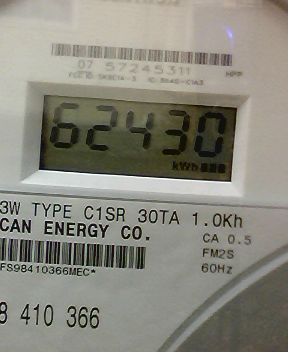 07 57245311 HPP
62430
kWh
3W TYPE C1SR 30TA 1.0Kh
CAN ENERGY CO. CA 0.5
FM2S
FS98410366MEC* 60Hz
8 410 366